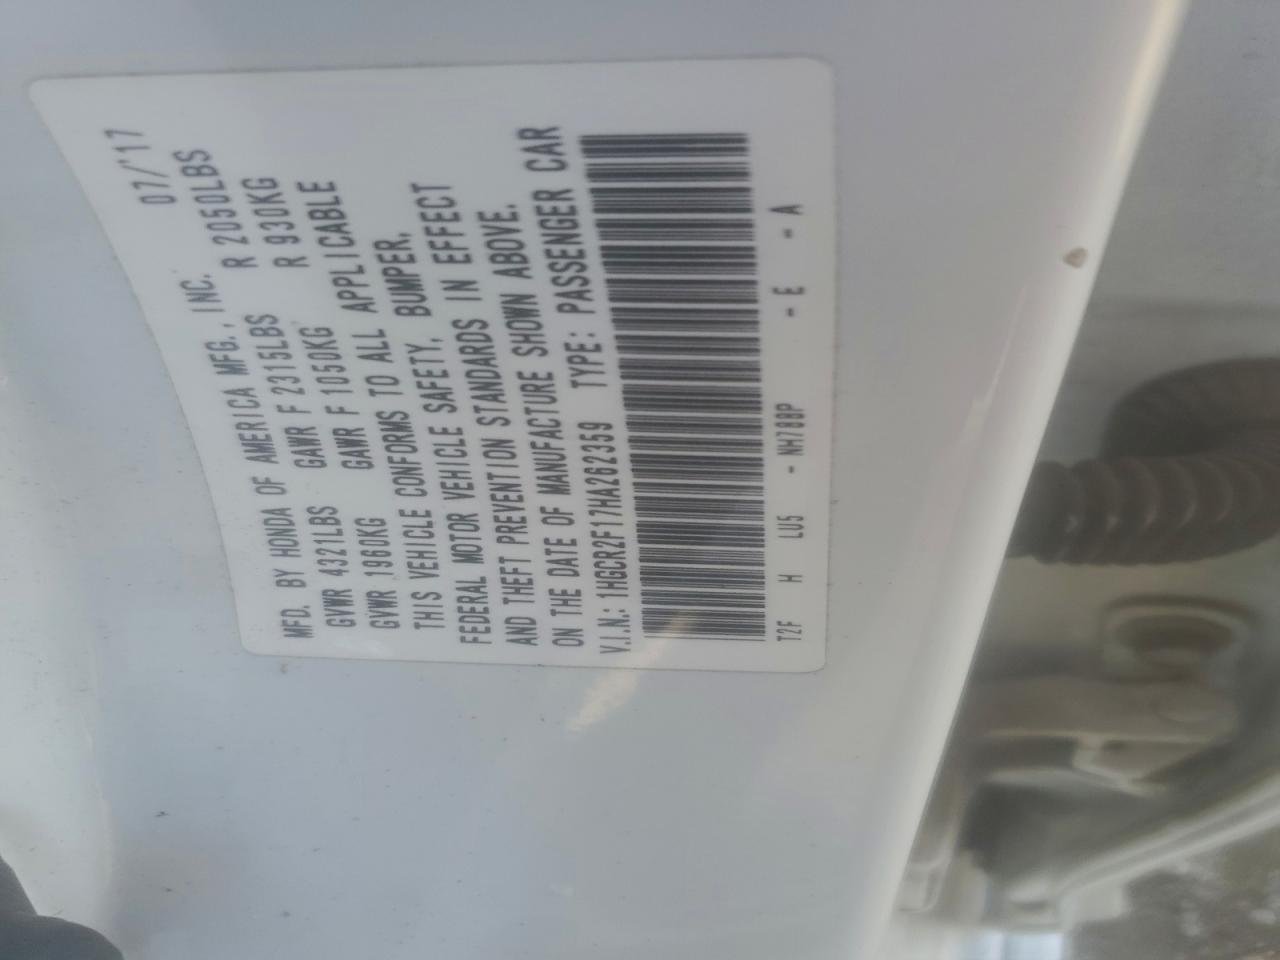 MFD. BY HONDA OF AMERICA MFG., INC. 07/'17
GVWR 4321LBS GAWR F 2315LBS R 2050LBS
GVWR 1960KG GAWR F 1050KG R 930KG
THIS VEHICLE CONFORMS TO ALL APPLICABLE
FEDERAL MOTOR VEHICLE SAFETY, BUMPER,
AND THEFT PREVENTION STANDARDS IN EFFECT
ON THE DATE OF MANUFACTURE SHOWN ABOVE.
V.I.N.: 1HGCR2F17HA262359 TYPE: PASSENGER CAR
T2F H LU5 - NH788P - E - A